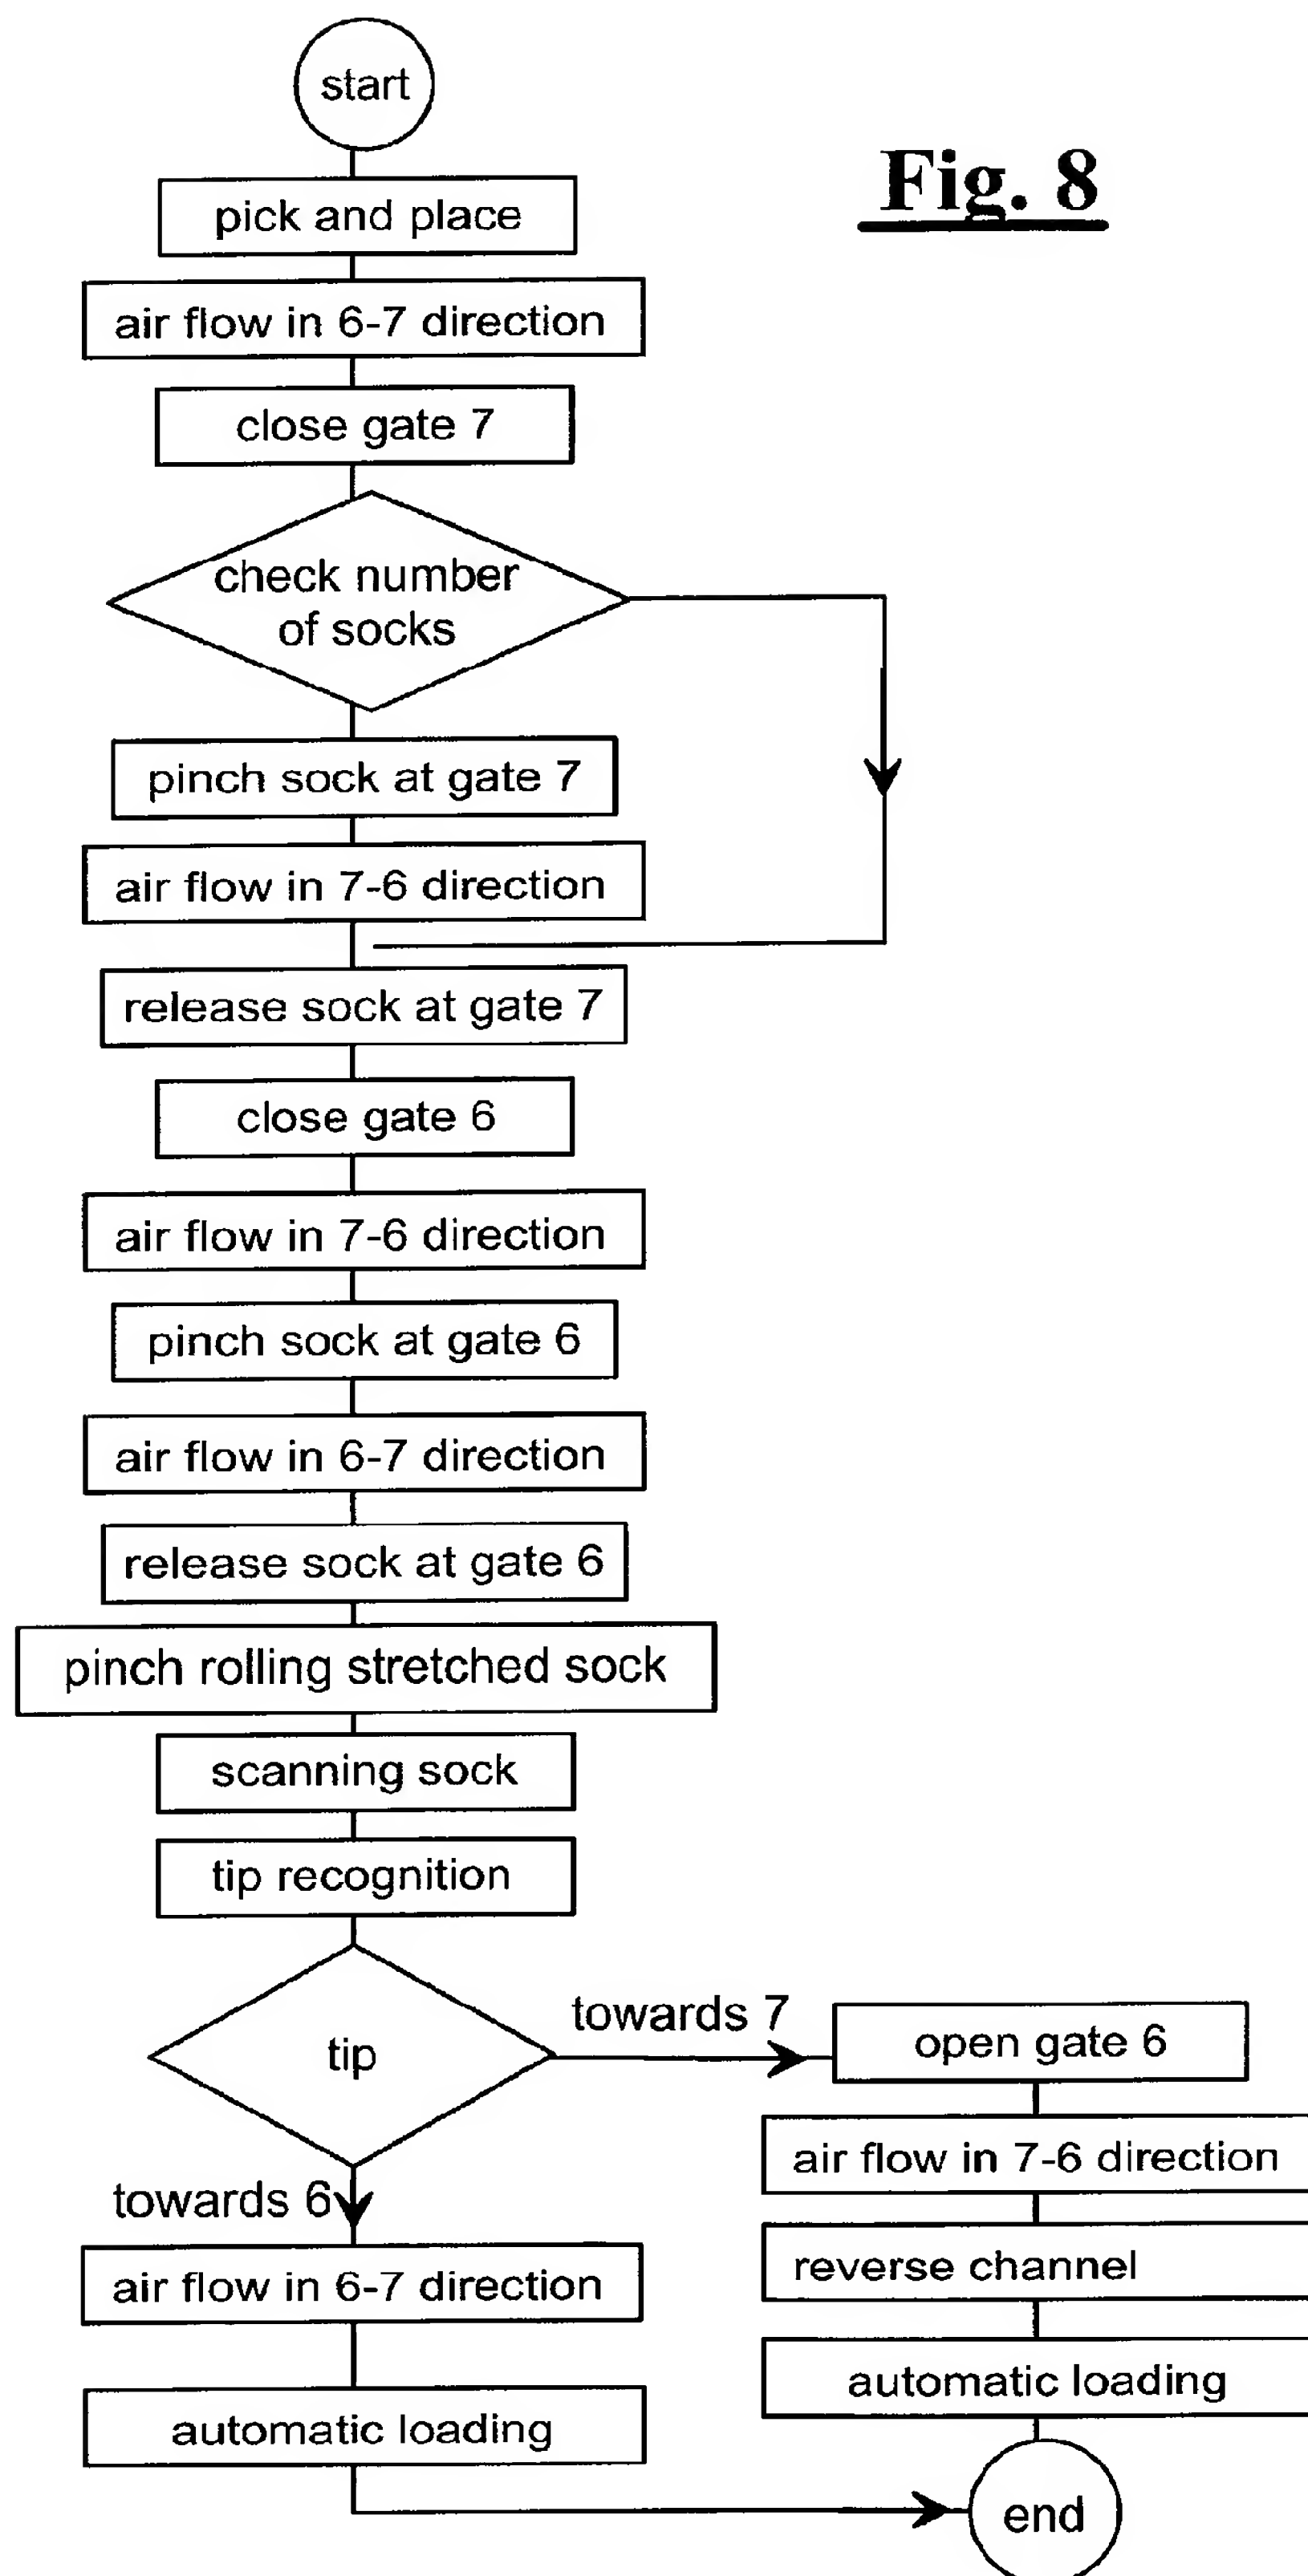 start
Fig. 8
pick and place
air flow in 6-7 direction
close gate 7
check number
of socks
pinch sock at gate 7
air flow in 7-6 direction
release sock at gate 7
close gate 6
air flow in 7-6 direction
pinch sock at gate 6
air flow in 6-7 direction
release sock at gate 6
pinch rolling stretched sock
scanning sock
tip recognition
tip
towards 7
open gate 6
air flow in 7-6 direction
reverse channel
automatic loading
towards 6
air flow in 6-7 direction
automatic loading
end